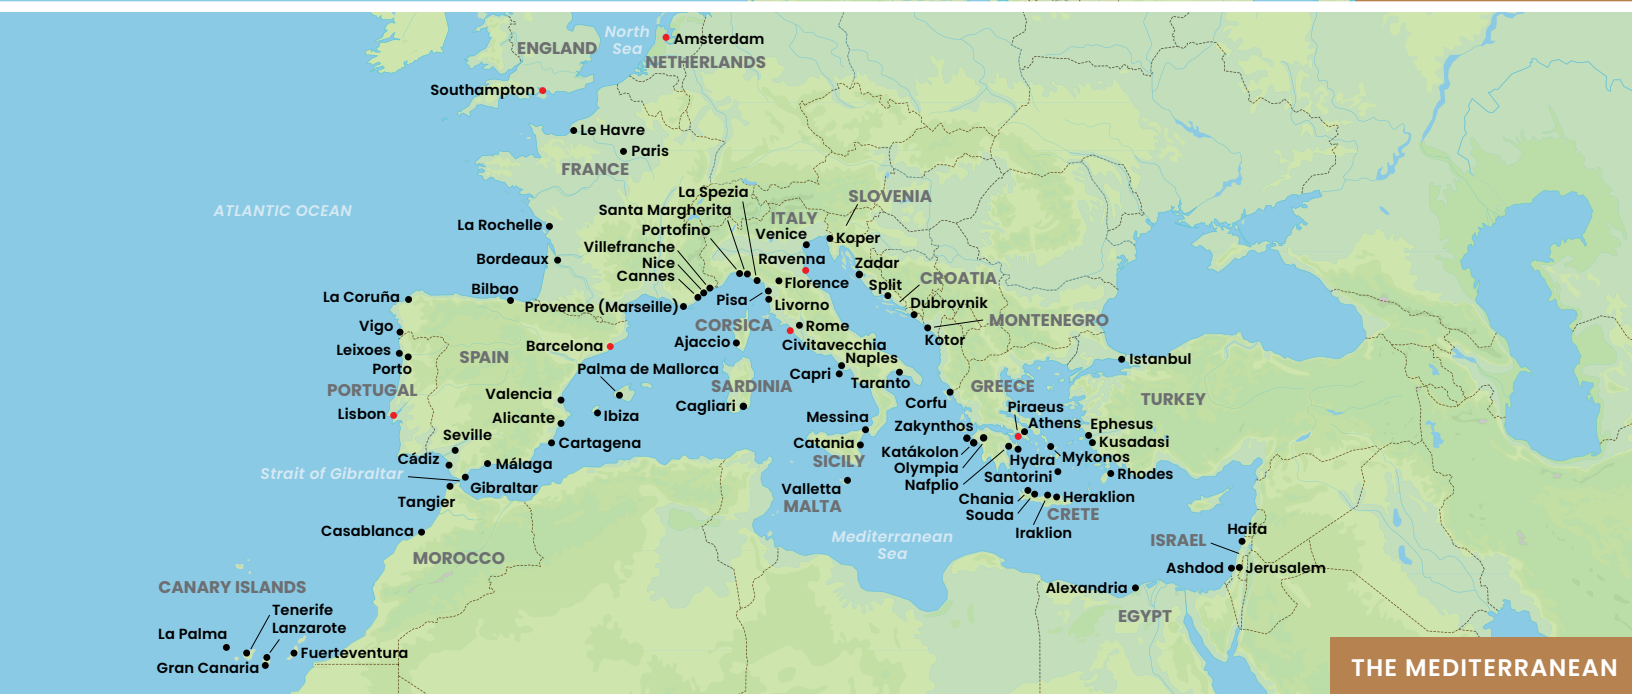 North
Sea
Amsterdam
ENGLAND
NETHERLANDS
Southampton
Le Havre
Paris
FRANCE
La Spezia
SLOVENIA
ATLANTIC OCEAN
Santa Margherita
ITALY
La Rochelle
Portofino
Venice
Koper
Villefranche
Bordeaux
Nice
Ravenna
Zadar
Cannes
CROATIA
Florence
Split
Bilbao
La Coruña
Pisa
Provence (Marseille)
Livorno
Dubrovnik
Vigo
CORSICA
Rome
MONTENEGRO
Ajaccio
Kotor
Barcelona
Civitavecchia
Leixoes
SPAIN
Naples
Istanbul
Porto
Palma de Mallorca
Capri
Taranto
PORTUGAL
SARDINIA
GREECE
Valencia
TURKEY
Cagliari
Corfu
Piraeus
Lisbon
Ibiza
Alicante
Messina
Zakynthos
Athens
Ephesus
Seville
Cartagena
Catania
Kusadasi
Cádiz
Málaga
SICILY
Katákolon
Hydra
Mykonos
Olympia
Strait of Gibraltar
Gibraltar
Nafplio
Santorini
Rhodes
Valletta
Tangier
MALTA
Chania
Heraklion
Souda
CRETE
Casablanca
Iraklion
Haifa
Mediterranean
Sea
ISRAEL
MOROCCO
Ashdod
Jerusalem
CANARY ISLANDS
Alexandria
Tenerife
EGYPT
Lanzarote
La Palma
Fuerteventura
Gran Canaria
THE MEDITERRANEAN